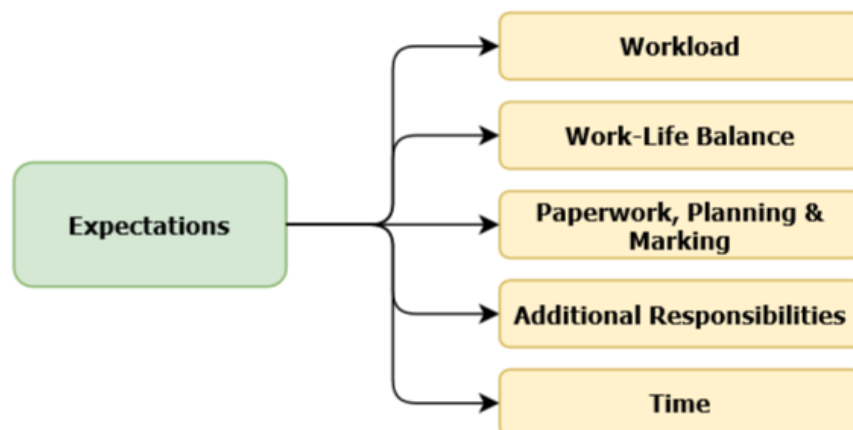 Workload
Work-Life Balance
Expectations
Paperwork, Planning &
Marking
Additional Responsibilities
Time